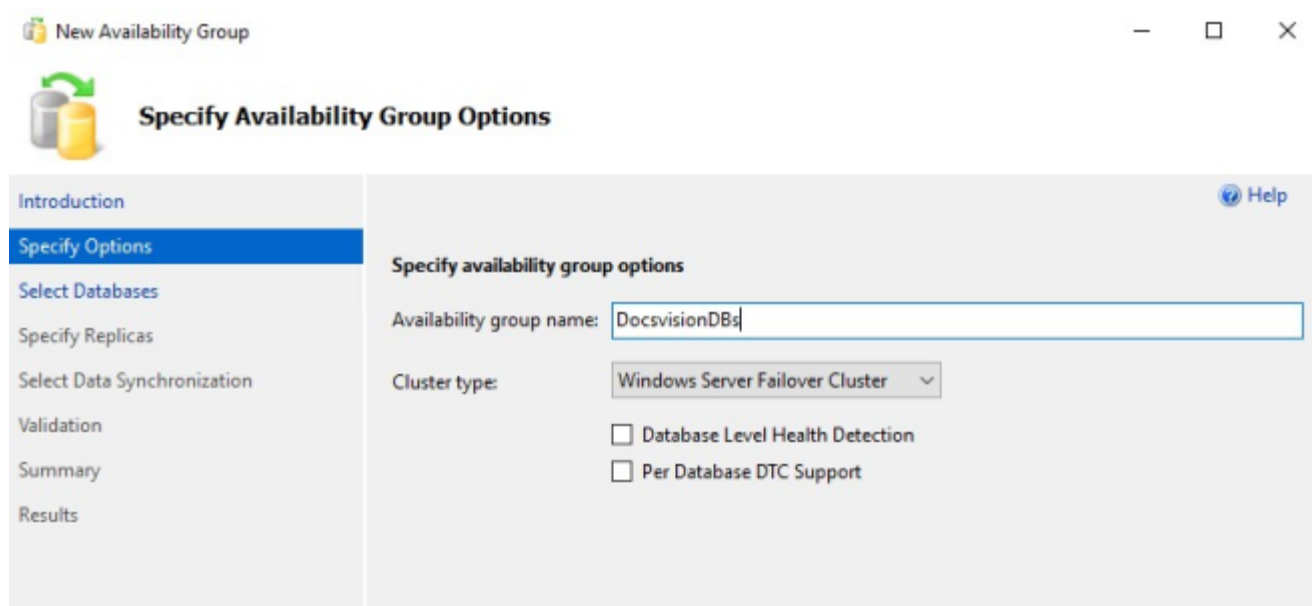 New Availability Group
Specify Availability Group Options
Introduction
Help
Specify Options
Specify availability group options
Select Databases
Availability group name: DocsvisionDBs
Specify Replicas
Select Data Synchronization
Cluster type: Windows Server Failover Cluster
Validation
Database Level Health Detection
Summary
Per Database DTC Support
Results